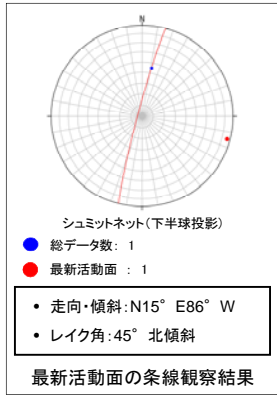 N
シュミットネット(下半球投影)
総データ数: 1
最新活動面 : 1
• 走向・傾斜:N15°E86°W
• レイク角:45°北傾斜
最新活動面の条線観察結果